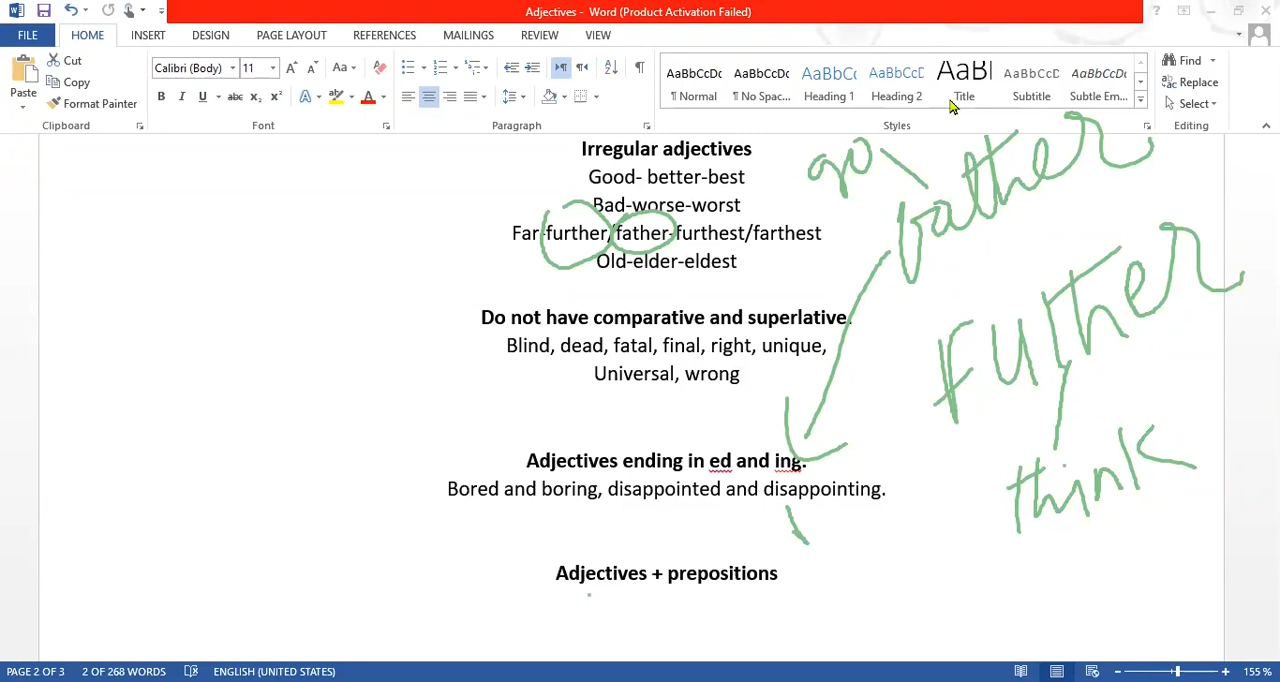 Adjectives - Word (Product Activation Failed)
FILE HOME INSERT DESIGN PAGE LAYOUT REFERENCES MAILINGS REVIEW VIEW
Paste
Cut
Copy
Format Painter
Calibri (Body) 11
AaBbCcDc AaBbCcDc AaBbCc AaBbCcD AaBl AaBbCcD AaBbCcDc
¶ Normal ¶ No Spac... Heading 1 Heading 2 Title Subtitle Subtle Em...
Find
Replace
Select
Clipboard Font Paragraph Styles Editing
Irregular adjectives
Good- better-best
Bad-worse-worst
Far-further/father-furthest/farthest
Old-elder-eldest
Do not have comparative and superlative.
Blind, dead, fatal, final, right, unique,
Universal, wrong
Adjectives ending in ed and ing.
Bored and boring, disappointed and disappointing.
Adjectives + prepositions
go
father
Further
think
PAGE 2 OF 3 2 OF 268 WORDS ENGLISH (UNITED STATES) 155 %